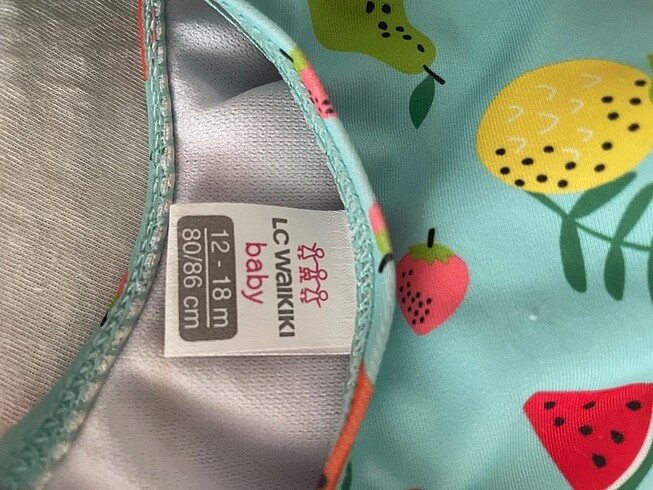 LC WAIKIKI
baby
12 - 18 m
80/86 cm